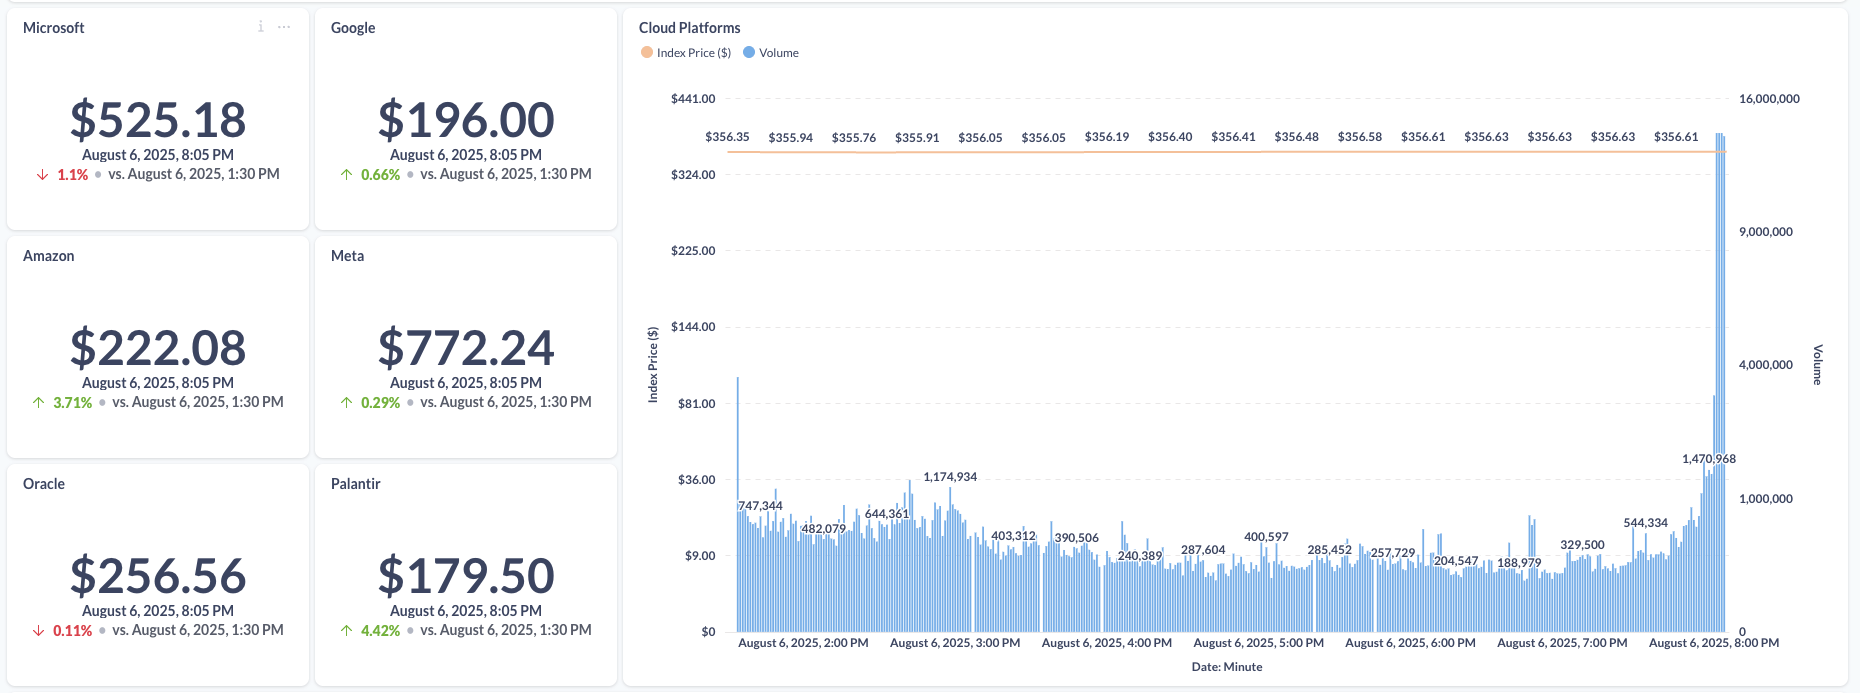 Microsoft
i ...
$525.18
August 6, 2025, 8:05 PM
↓ 1.1% • vs. August 6, 2025, 1:30 PM
Google
$196.00
August 6, 2025, 8:05 PM
↑ 0.66% • vs. August 6, 2025, 1:30 PM
Amazon
$222.08
August 6, 2025, 8:05 PM
↑ 3.71% • vs. August 6, 2025, 1:30 PM
Meta
$772.24
August 6, 2025, 8:05 PM
↑ 0.29% • vs. August 6, 2025, 1:30 PM
Oracle
$256.56
August 6, 2025, 8:05 PM
↓ 0.11% • vs. August 6, 2025, 1:30 PM
Palantir
$179.50
August 6, 2025, 8:05 PM
↑ 4.42% • vs. August 6, 2025, 1:30 PM
Cloud Platforms
Index Price ($) Volume
$441.00
$324.00
$225.00
$144.00
$81.00
$36.00
$9.00
$0
Index Price ($)
$356.35 $355.94 $355.76 $355.91 $356.05 $356.05 $356.19 $356.40 $356.41 $356.48 $356.58 $356.61 $356.63 $356.63 $356.63 $356.61
747,344 482,079 644,361 1,174,934 403,312 390,506 240,389 287,604 400,597 285,452 257,729 204,547 188,979 329,500 544,334 1,470,968
16,000,000
9,000,000
4,000,000
1,000,000
0
Volume
August 6, 2025, 2:00 PM August 6, 2025, 3:00 PM August 6, 2025, 4:00 PM August 6, 2025, 5:00 PM August 6, 2025, 6:00 PM August 6, 2025, 7:00 PM August 6, 2025, 8:00 PM
Date: Minute